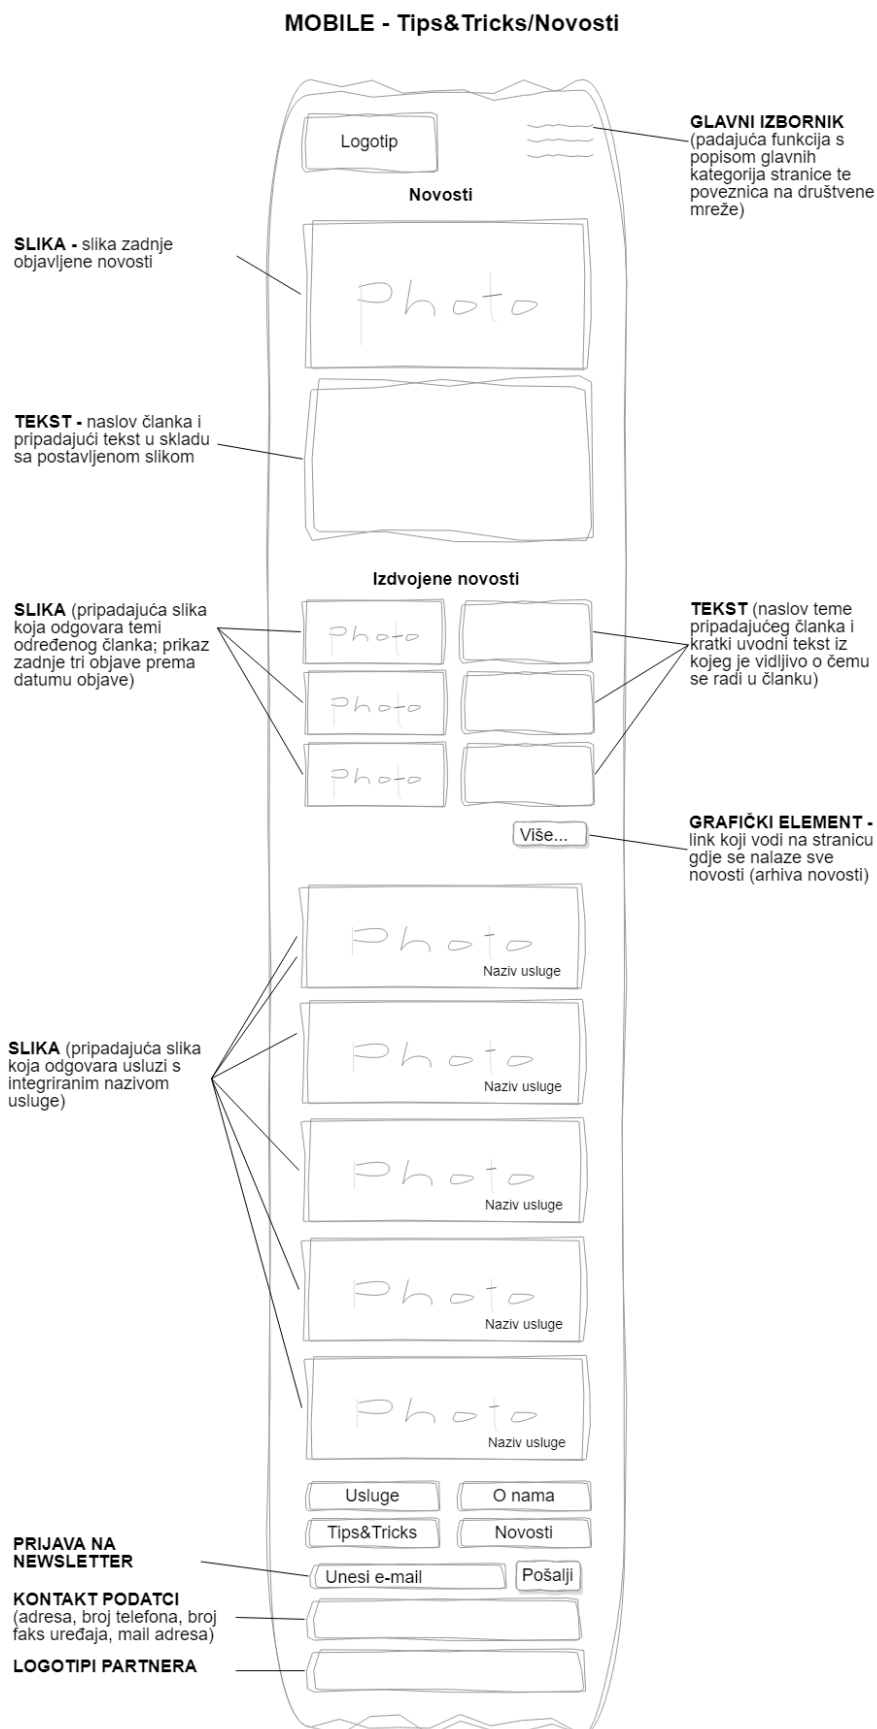 MOBILE - Tips&Tricks/Novosti
Logotip
GLAVNI IZBORNIK
(padajuća funkcija s
popisom glavnih
kategorija stranice te
poveznica na društvene
mreže)
Novosti
SLIKA - slika zadnje
objavljene novosti
Photo
TEKST - naslov članka i
pripadajući tekst u skladu
sa postavljenom slikom
Izdvojene novosti
SLIKA (pripadajuća slika
koja odgovara temi
određenog članka; prikaz
zadnje tri objave prema
datumu objave)
Photo
Photo
Photo
TEKST (naslov teme
pripadajućeg članka i
kratki uvodni tekst iz
kojeg je vidljivo o čemu
se radi u članku)
Više...
GRAFIČKI ELEMENT -
link koji vodi na stranicu
gdje se nalaze sve
novosti (arhiva novosti)
Photo
Naziv usluge
Photo
Naziv usluge
SLIKA (pripadajuća slika
koja odgovara usluzi s
integriranim nazivom
usluge)
Photo
Naziv usluge
Photo
Naziv usluge
Photo
Naziv usluge
Usluge
O nama
Tips&Tricks
Novosti
PRIJAVA NA
NEWSLETTER
Unesi e-mail
Pošalji
KONTAKT PODATCI
(adresa, broj telefona, broj
faks uređaja, mail adresa)
LOGOTIPI PARTNERA